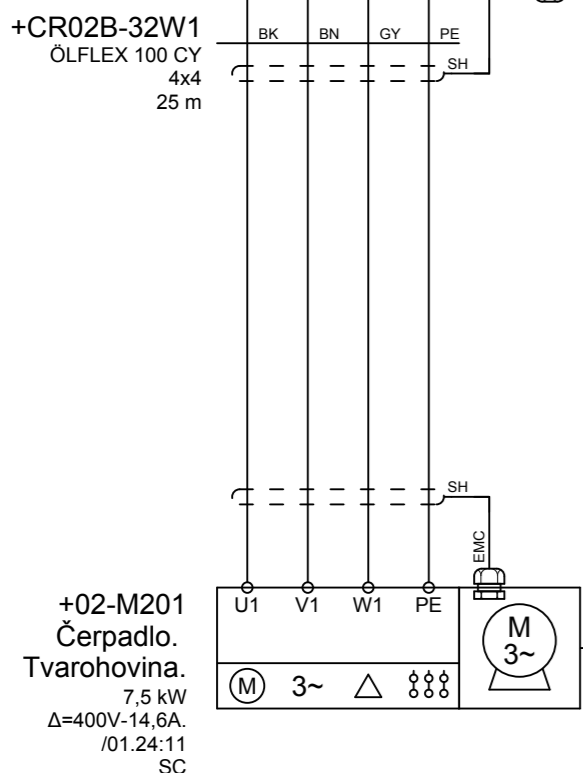 +CR02B-32W1
ÖLFLEX 100 CY
4x4
25 m
BK BN GY PE
SH
SH
EMC
+02-M201
Čerpadlo.
Tvarohovina.
7,5 kW
Δ=400V-14,6A.
/01.24:11
SC
U1 V1 W1 PE
M 3~
M
3~